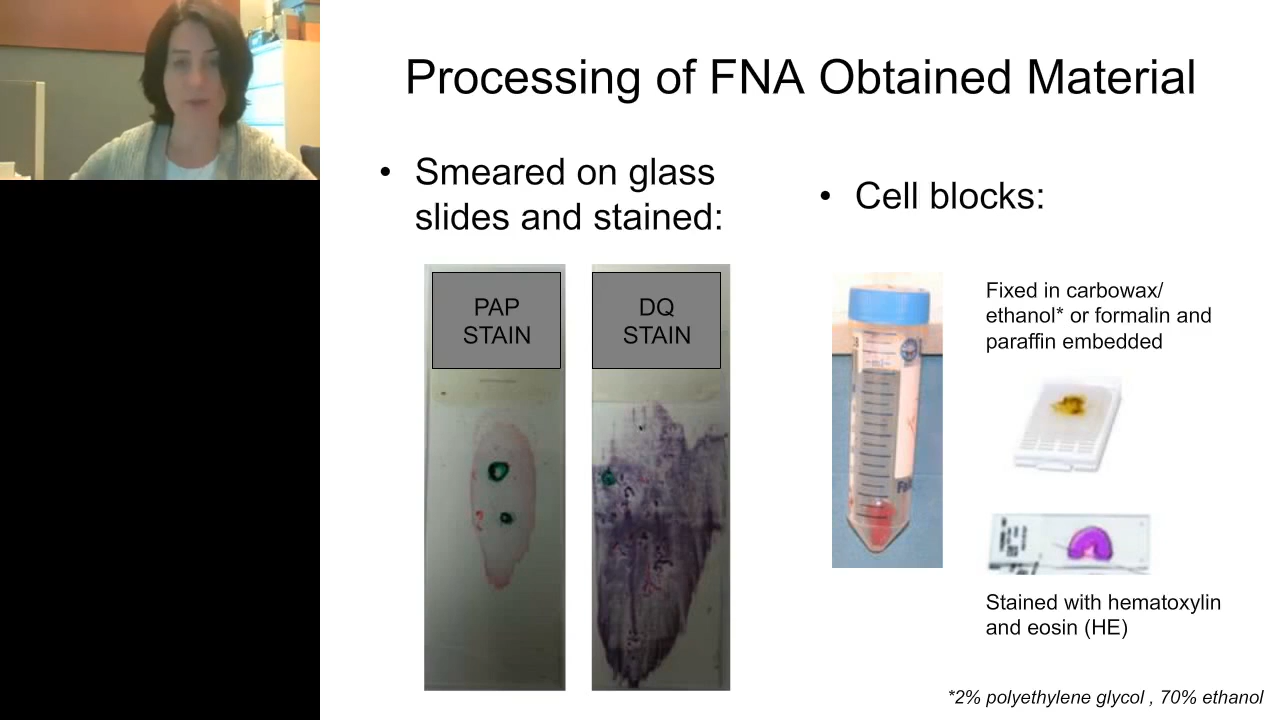 Processing of FNA Obtained Material
• Smeared on glass
slides and stained:
PAP
STAIN
DQ
STAIN
• Cell blocks:
Fixed in carbowax/
ethanol* or formalin and
paraffin embedded
Stained with hematoxylin
and eosin (HE)
*2% polyethylene glycol , 70% ethanol